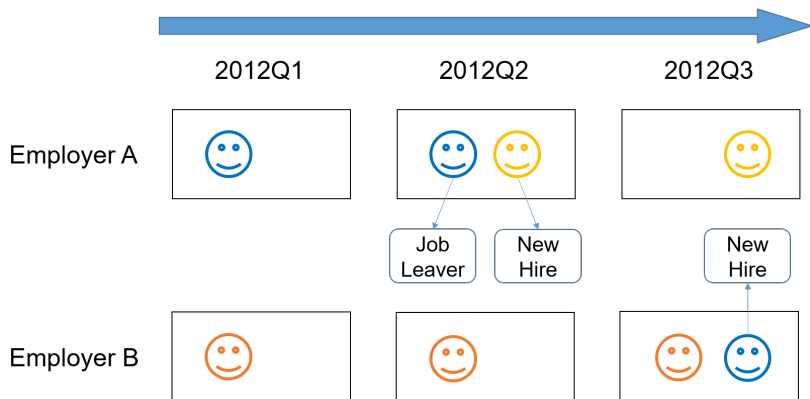 2012Q1 2012Q2 2012Q3
Employer A
Job
Leaver
New
Hire
New
Hire
Employer B